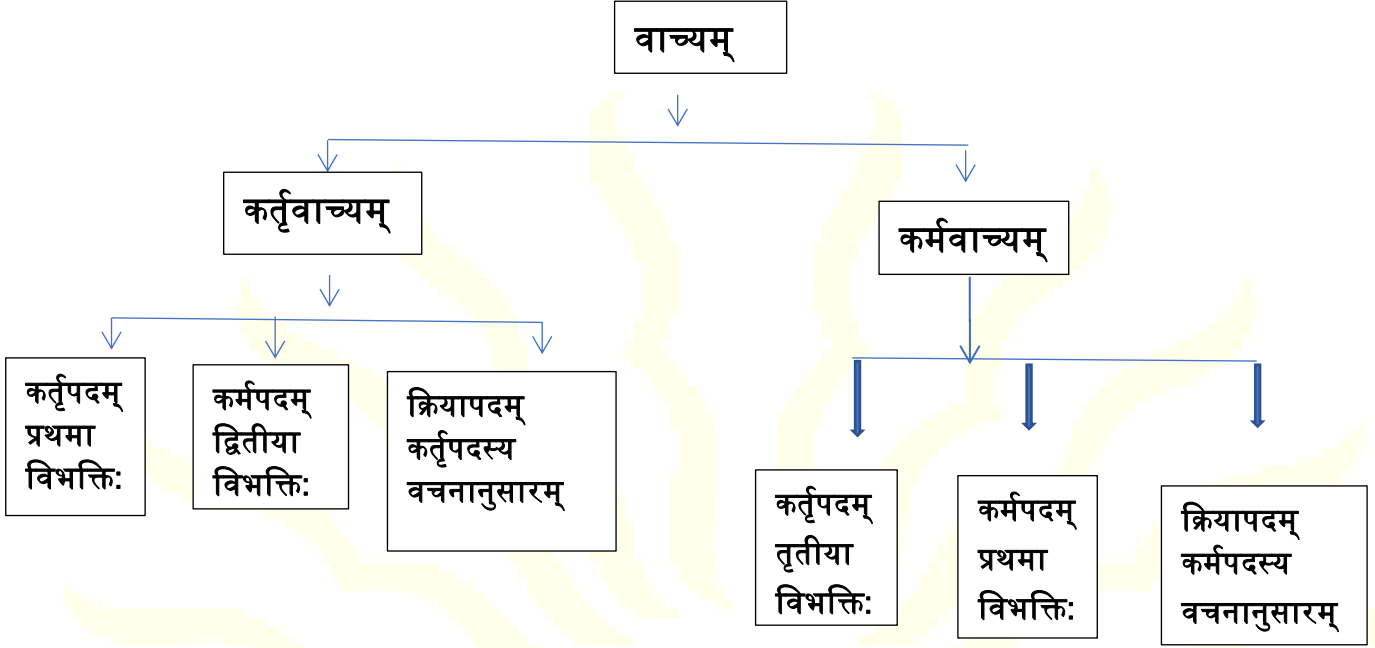 वाच्यम्
कर्तृवाच्यम्
कर्मवाच्यम्
कर्तृपदम्
प्रथमा
विभक्ति:
कर्मपदम्
द्वितीया
विभक्ति:
क्रियापदम्
कर्तृपदस्य
वचनानुसारम्
कर्तृपदम्
तृतीया
विभक्ति:
कर्मपदम्
प्रथमा
विभक्ति:
क्रियापदम्
कर्मपदस्य
वचनानुसारम्